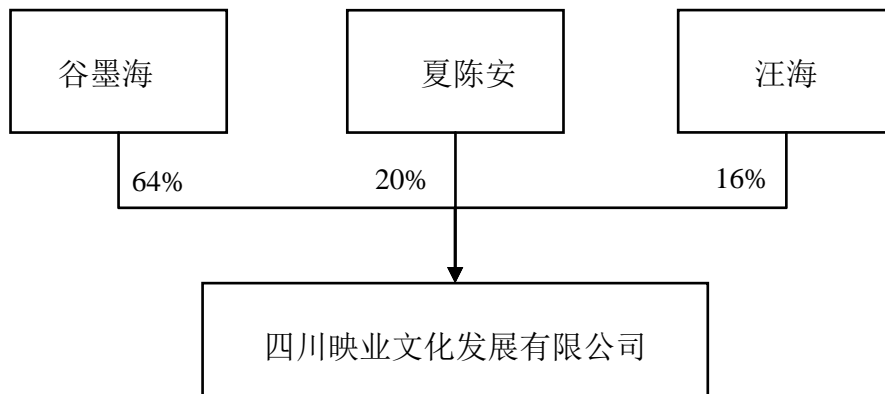 谷墨海
夏陈安
汪海
64%
20%
16%
四川映业文化发展有限公司